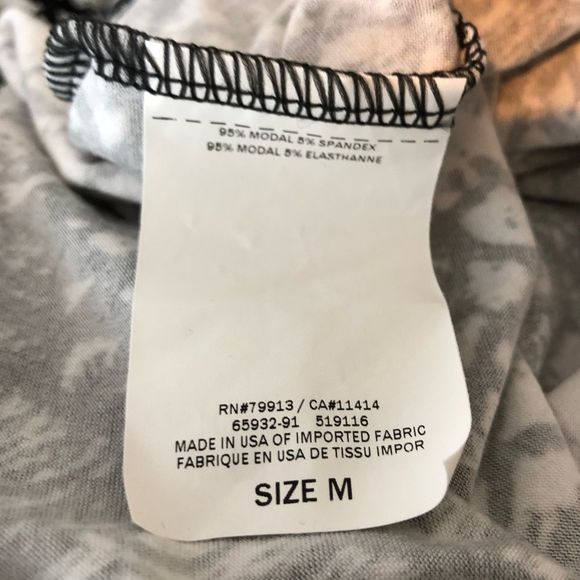 95% MODAL 5% SPANDEX
95% MODAL 5% ELASTHANNE
RN#79913 / CA#11414
65932-91 519116
MADE IN USA OF IMPORTED FABRIC
FABRIQUE EN USA DE TISSU IMPOR
SIZE M